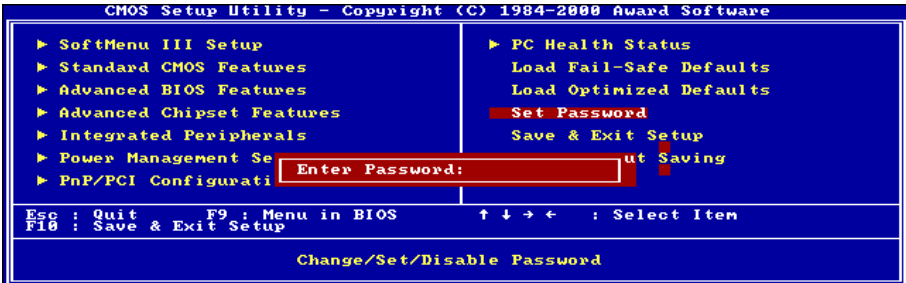 CMOS Setup Utility - Copyright (C) 1984-2000 Award Software
► SoftMenu III Setup
► Standard CMOS Features
► Advanced BIOS Features
► Advanced Chipset Features
► Integrated Peripherals
► Power Management Se
► PnP/PCI Configurati
► PC Health Status
Load Fail-Safe Defaults
Load Optimized Defaults
Set Password
Save & Exit Setup
ut Saving
Enter Password:
Esc : Quit F9 : Menu in BIOS ↑ ↓ → ← : Select Item
F10 : Save & Exit Setup
Change/Set/Disable Password